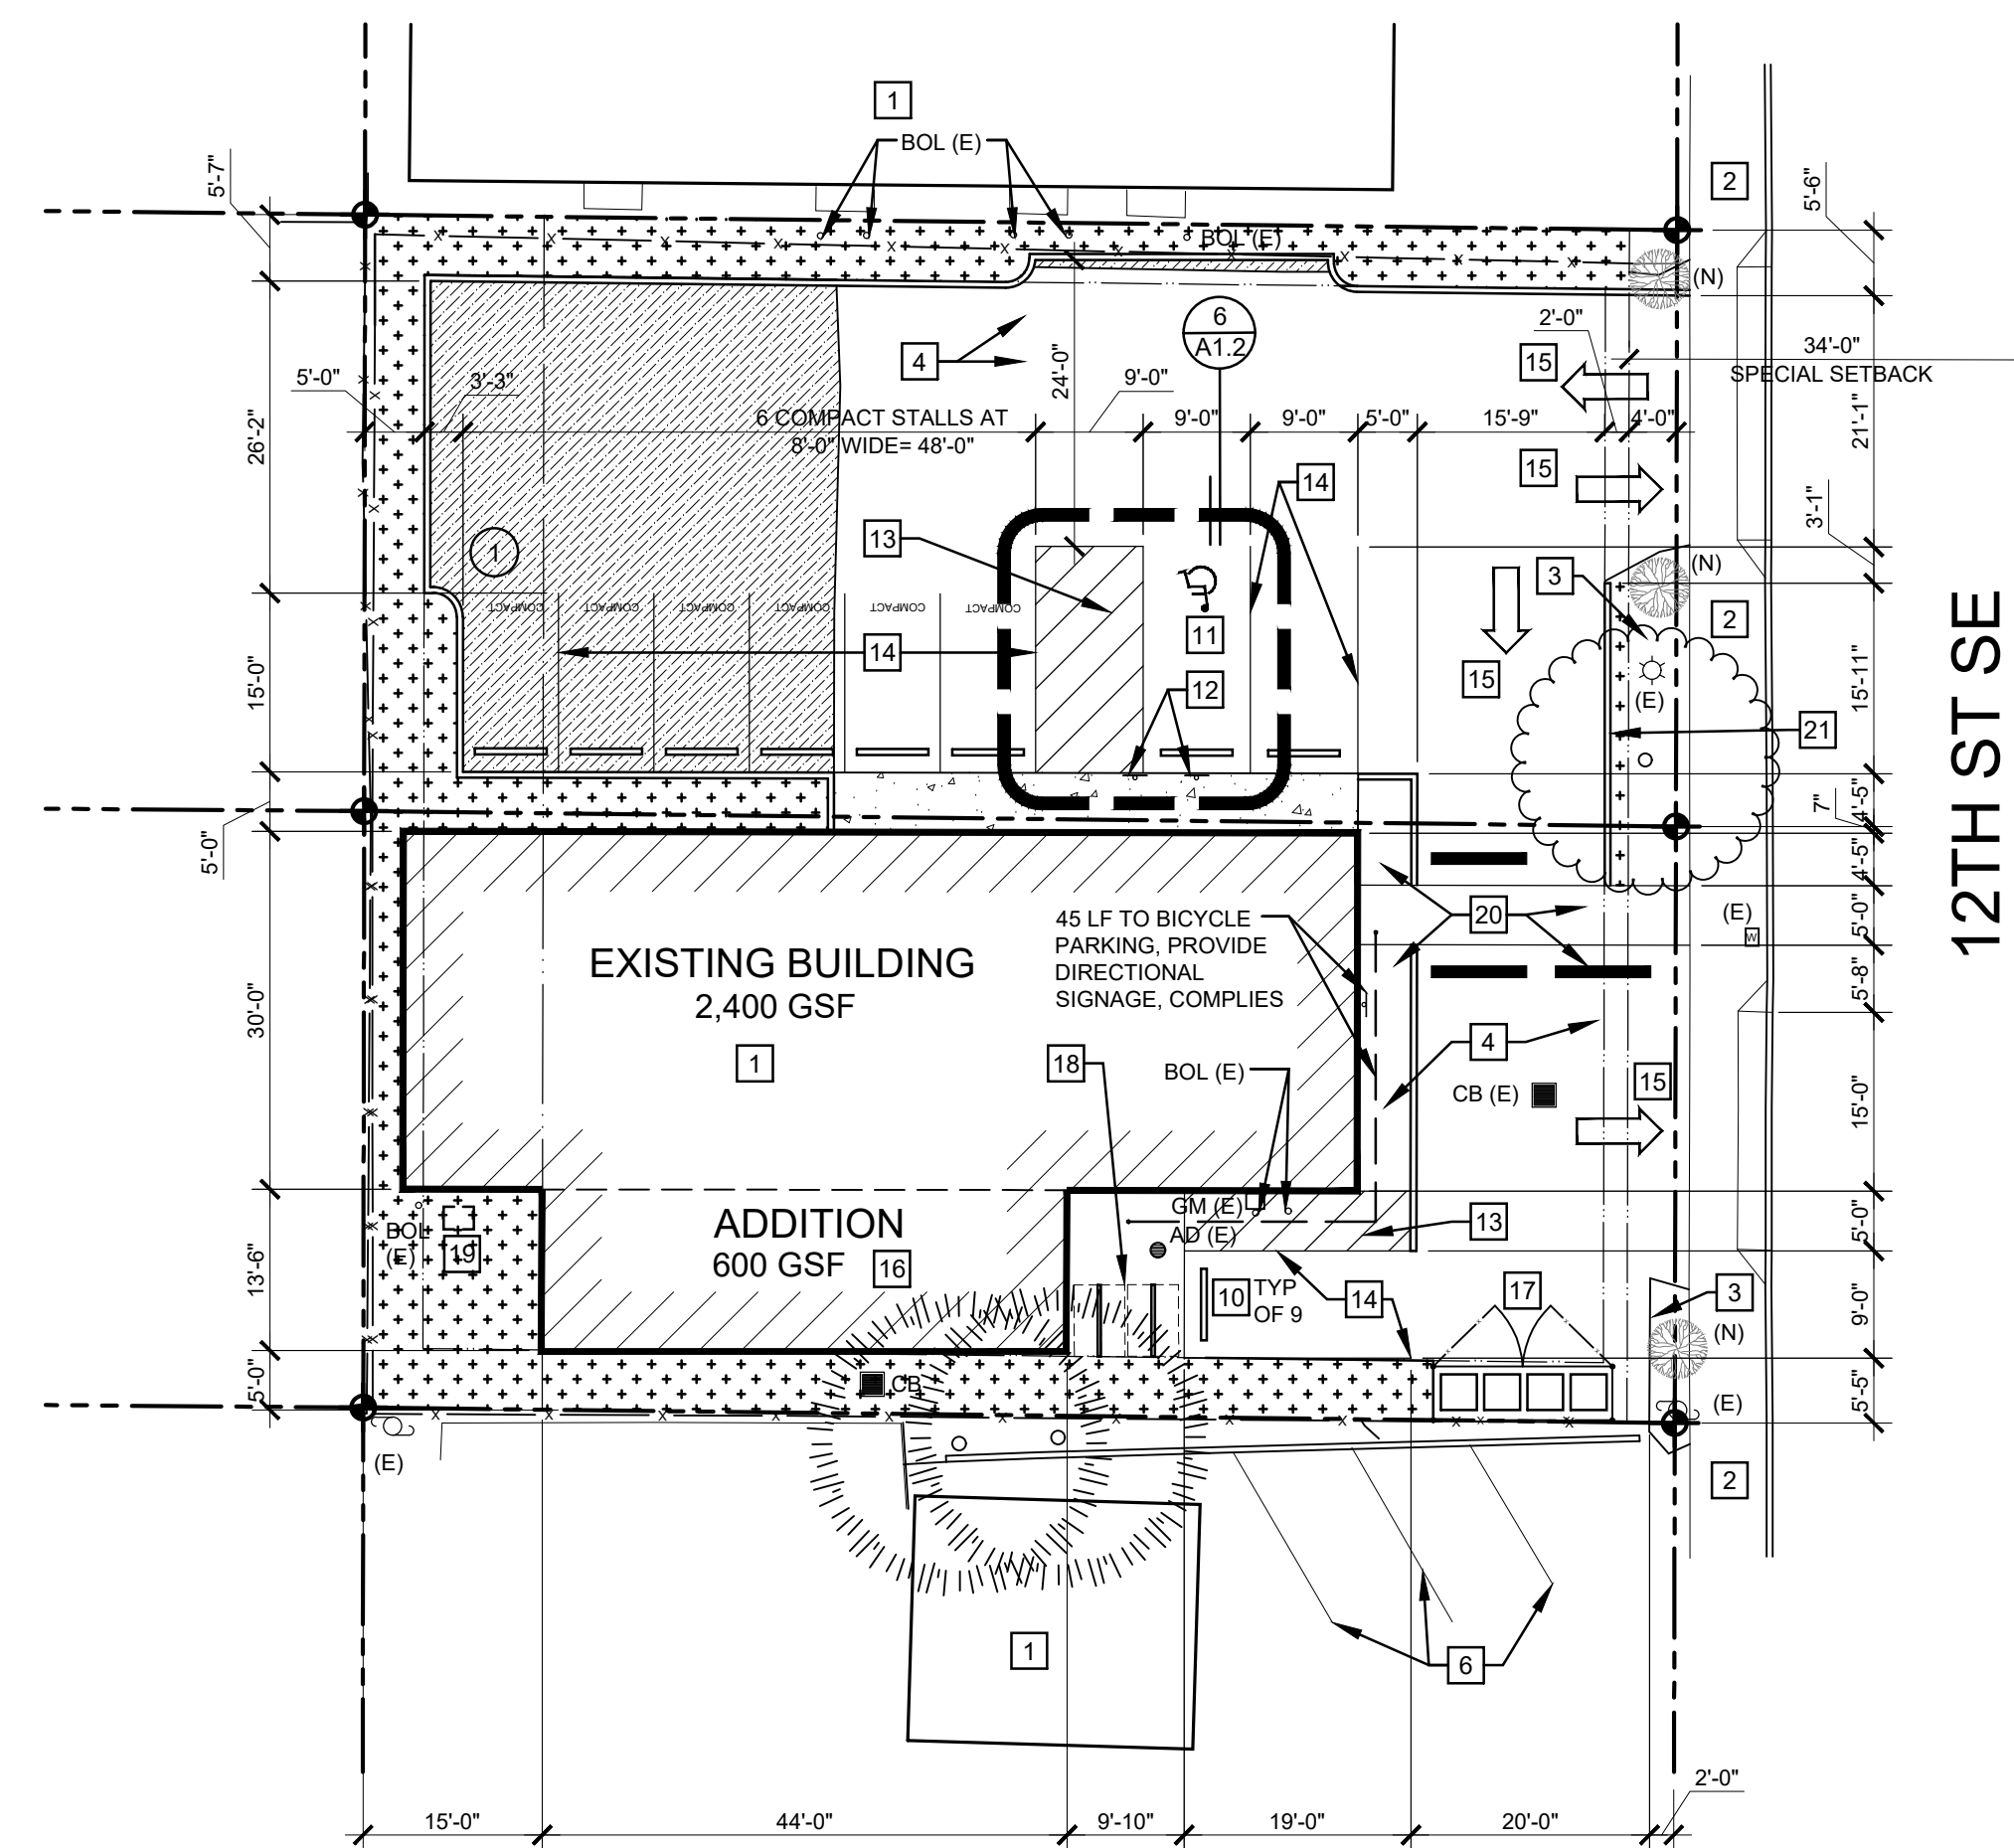 1
BOL (E)
2
5'-7"
5'-6"
BOL (E)
(N)
2'-0"
6
A1.2
34'-0"
SPECIAL SETBACK
4
15
24'-0"
5'-0"
3'-3"
9'-0"
6 COMPACT STALLS AT
8'-0" WIDE= 48'-0"
9'-0"
9'-0"
5'-0"
15'-9"
4'-0"
26'-2"
21'-1"
15
14
3'-1"
13
1
(N)
3
2
COMPACT
COMPACT
COMPACT
COMPACT
COMPACT
COMPACT
11
14
15
12
(E)
15'-0"
15'-11"
21
12TH ST SE
7"
4'-5"
5'-0"
4'-5"
45 LF TO BICYCLE
PARKING, PROVIDE
DIRECTIONAL
SIGNAGE, COMPLIES
20
(E)
W
5'-0"
EXISTING BUILDING
2,400 GSF
5'-8"
30'-0"
1
18
BOL (E)
4
CB (E)
15
15'-0"
ADDITION
600 GSF
16
GM (E)
AD (E)
13
BOL
(E)
19
5'-0"
13'-6"
10
TYP
OF 9
14
17
3
(N)
9'-0"
CB
5'-0"
(E)
5'-5"
(E)
2
1
6
2'-0"
15'-0"
44'-0"
9'-10"
19'-0"
20'-0"